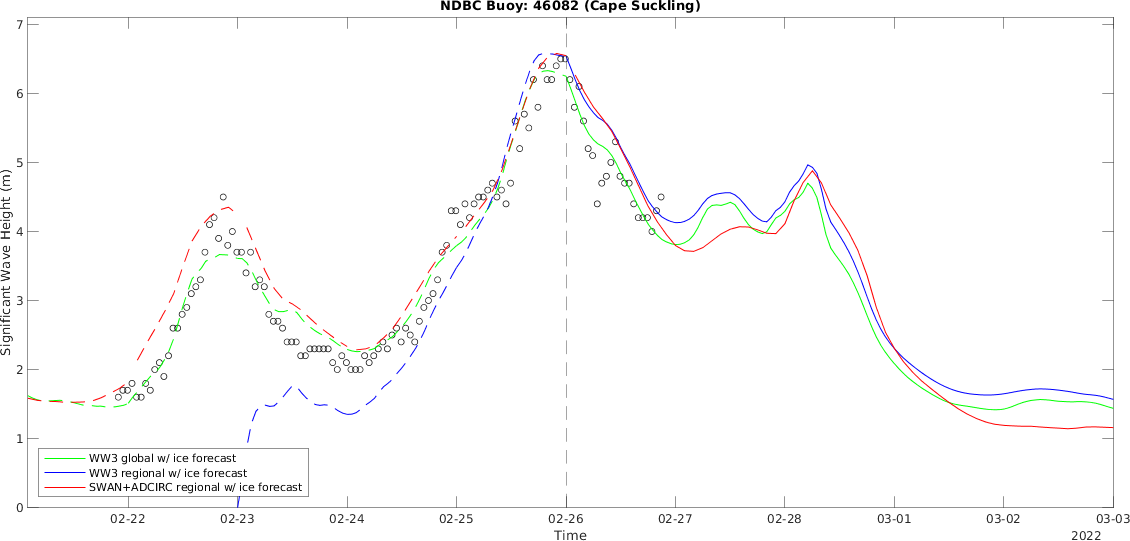 NDBC Buoy: 46082 (Cape Suckling)
Significant Wave Height (m)
7
6
5
4
3
2
1
0
WW3 global w/ ice forecast
WW3 regional w/ ice forecast
SWAN+ADCIRC regional w/ ice forecast
02-22 02-23 02-24 02-25 02-26 02-27 02-28 03-01 03-02 03-03
Time
2022